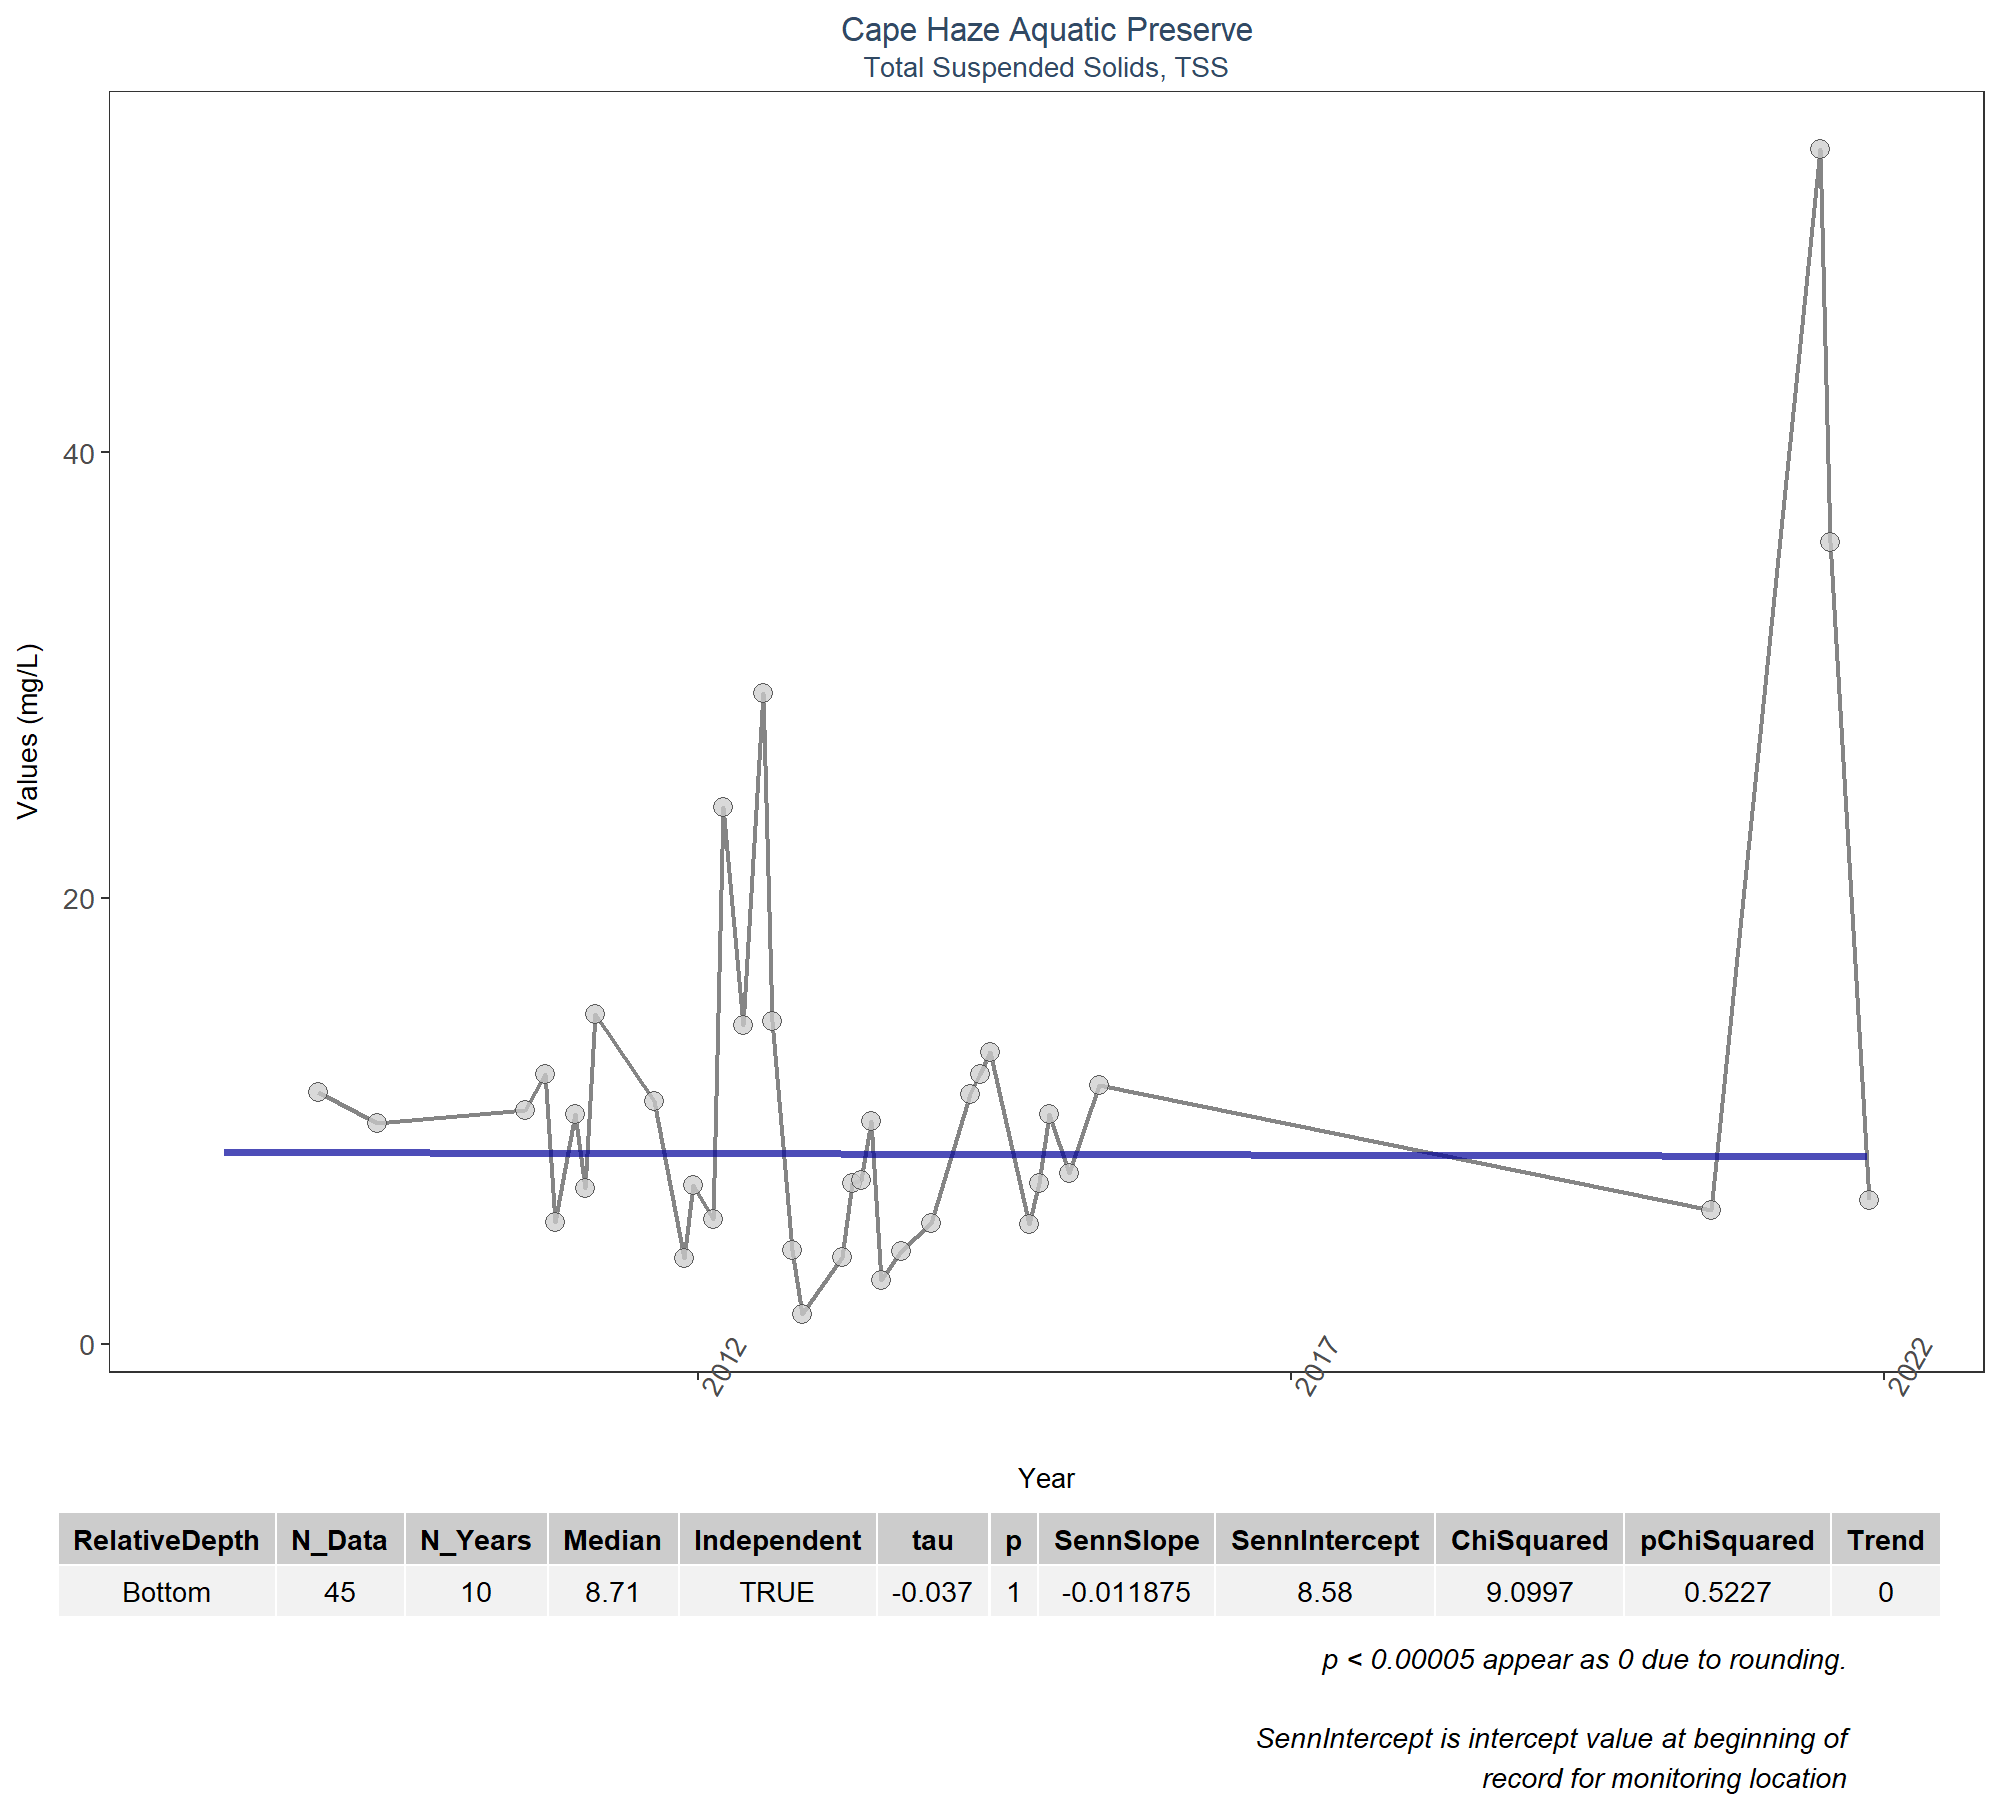 Cape Haze Aquatic Preserve
Total Suspended Solids, TSS
Values (mg/L)
40
20
0
2012
2017
2022
Year
RelativeDepth N_Data N_Years Median Independent tau p SennSlope SennIntercept ChiSquared pChiSquared Trend
Bottom 45 10 8.71 TRUE -0.037 1 -0.011875 8.58 9.0997 0.5227 0
p < 0.00005 appear as 0 due to rounding.
SennIntercept is intercept value at beginning of
record for monitoring location